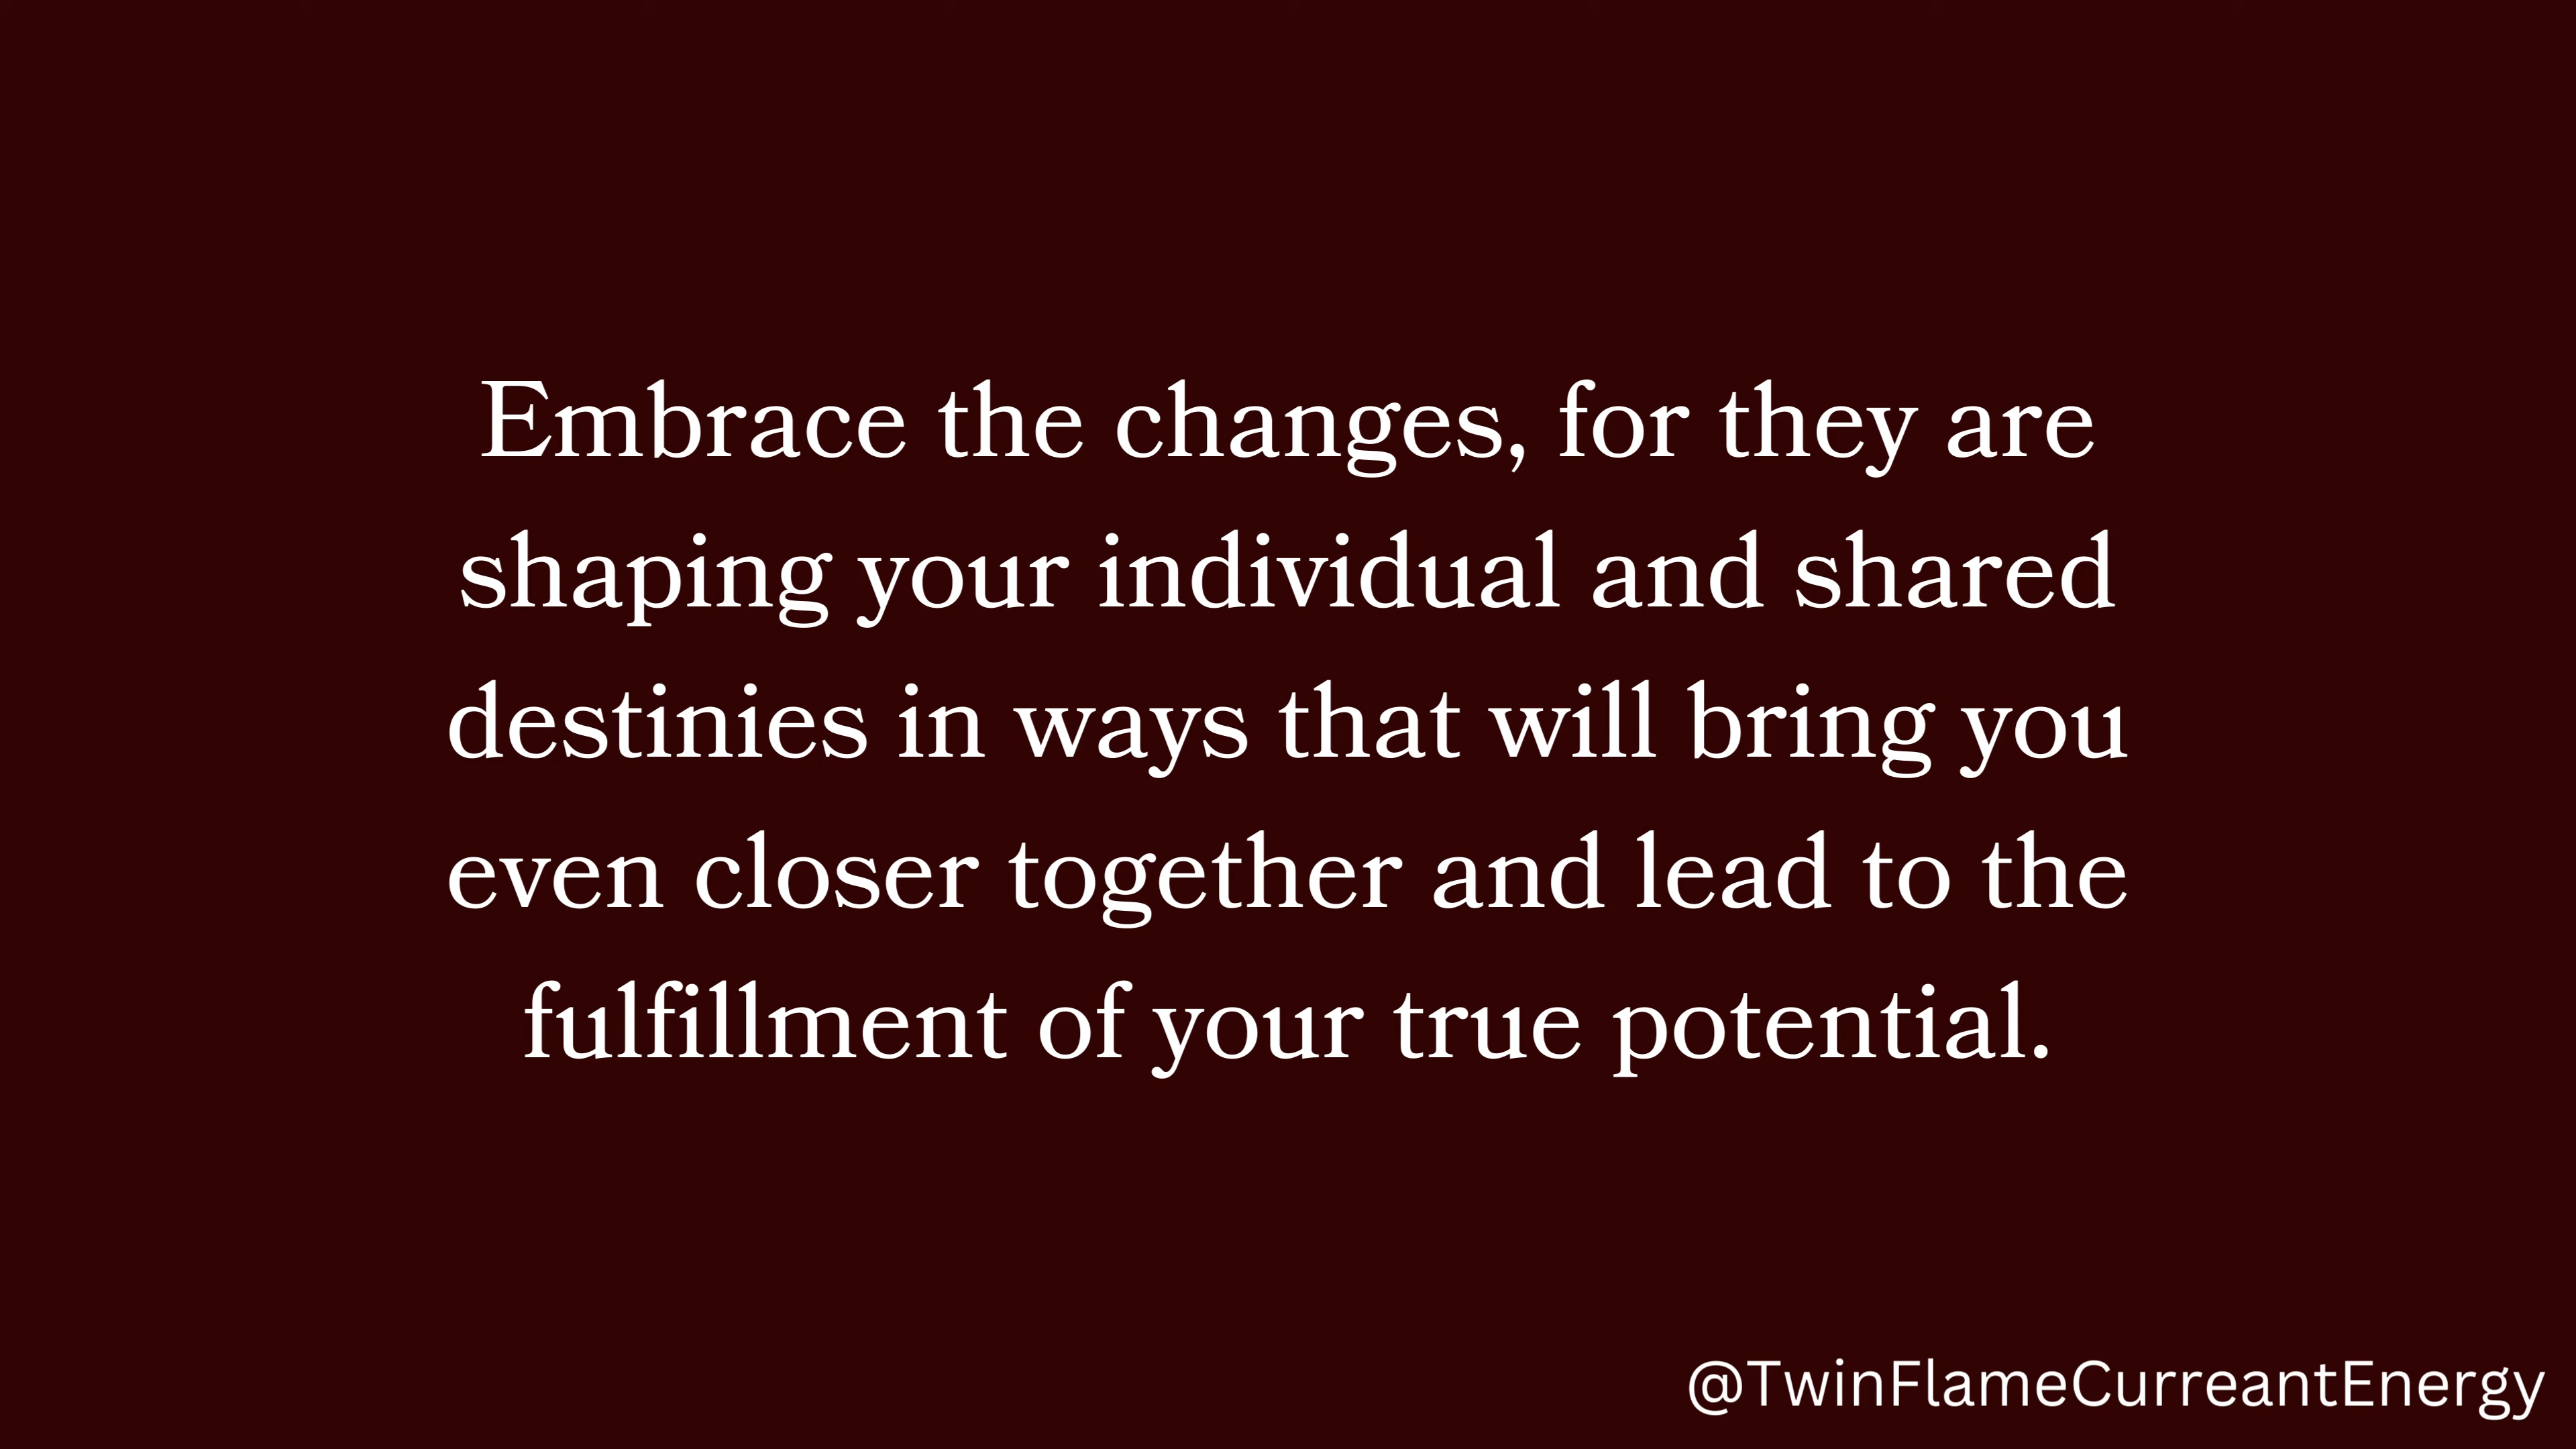 Embrace the changes, for they are
shaping your individual and shared
destinies in ways that will bring you
even closer together and lead to the
fulfillment of your true potential.
@TwinFlameCurreantEnergy